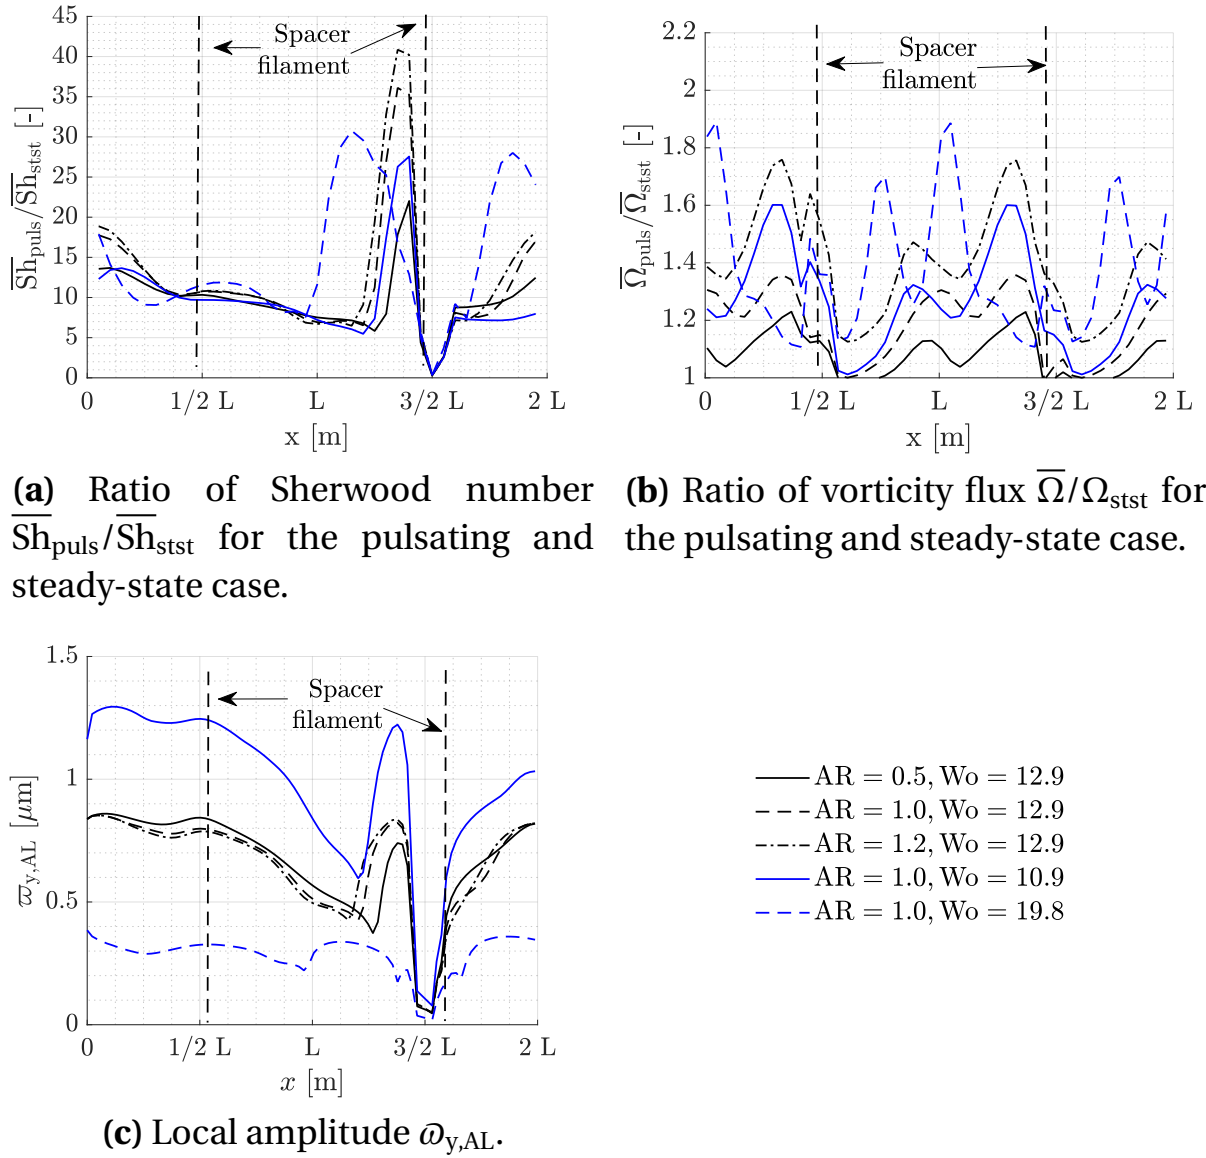 45
40
35
30
25
20
15
10
5
0
S̅h̅puls/S̅h̅stst [-]
Spacer
filament
0 1/2 L L 3/2 L 2 L
x [m]
2.2
2
1.8
1.6
1.4
1.2
1
Ω̅puls/Ω̅stst [-]
Spacer
filament
0 1/2 L L 3/2 L 2 L
x [m]
(a) Ratio of Sherwood number
S̅h̅puls/S̅h̅stst for the pulsating and
steady-state case.
(b) Ratio of vorticity flux Ω̅/Ωstst for
the pulsating and steady-state case.
1.5
1
0.5
0
ϖy,AL [μm]
Spacer
filament
0 1/2 L L 3/2 L 2 L
x [m]
(c) Local amplitude ϖy,AL.
AR = 0.5, Wo = 12.9
AR = 1.0, Wo = 12.9
AR = 1.2, Wo = 12.9
AR = 1.0, Wo = 10.9
AR = 1.0, Wo = 19.8